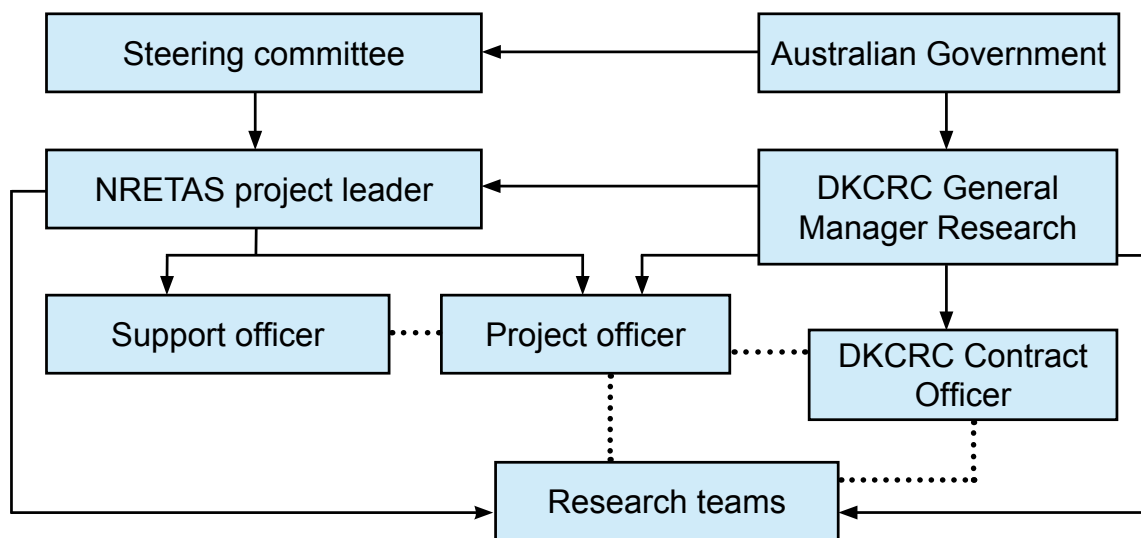 Steering committee
Australian Government
NRETAS project leader
DKCRC General
Manager Research
Support officer
Project officer
DKCRC Contract
Officer
Research teams